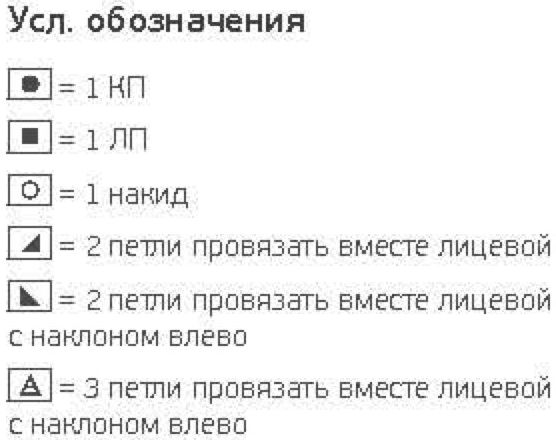 Усл. обозначения
= 1 КП
= 1 ЛП
= 1 накид
= 2 петли провязать вместе лицевой
= 2 петли провязать вместе лицевой
с наклоном влево
= 3 петли провязать вместе лицевой
с наклоном влево